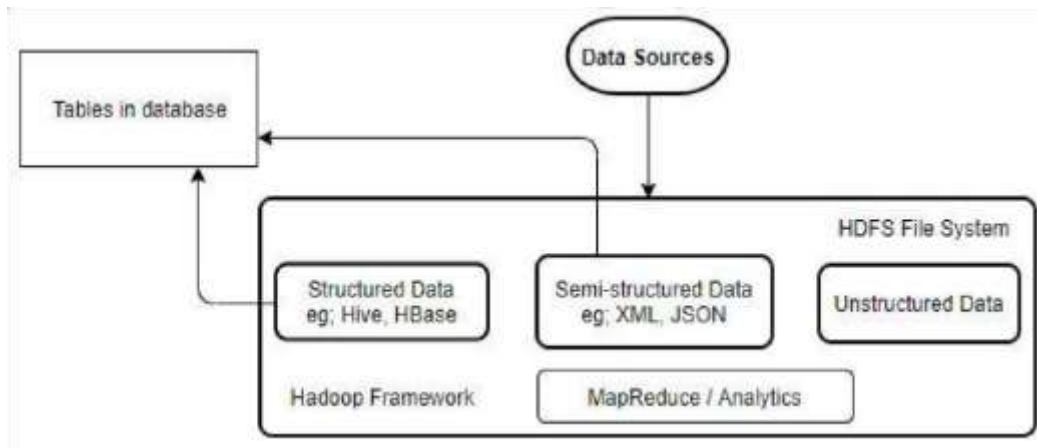 Data Sources
Tables in database
HDFS File System
Structured Data
eg; Hive, HBase
Semi-structured Data
eg; XML, JSON
Unstructured Data
Hadoop Framework
MapReduce / Analytics